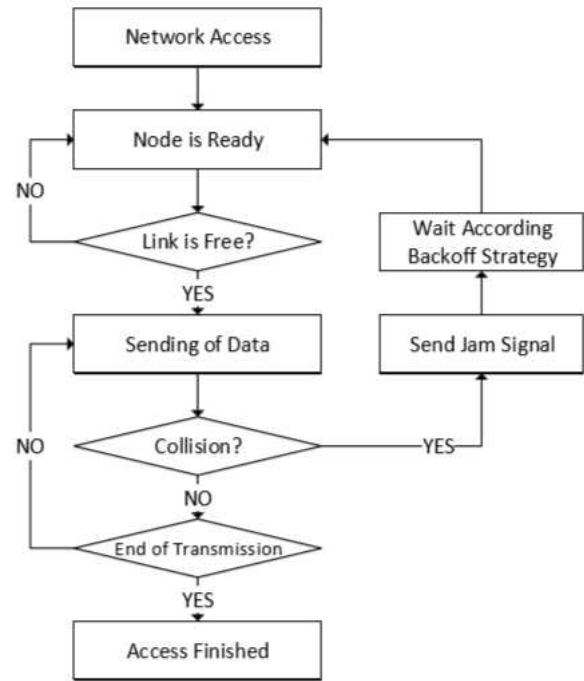 Network Access
Node is Ready
NO
Link is Free?
Wait According
Backoff Strategy
YES
Sending of Data
Send Jam Signal
NO
Collision?
YES
NO
End of Transmission
YES
Access Finished